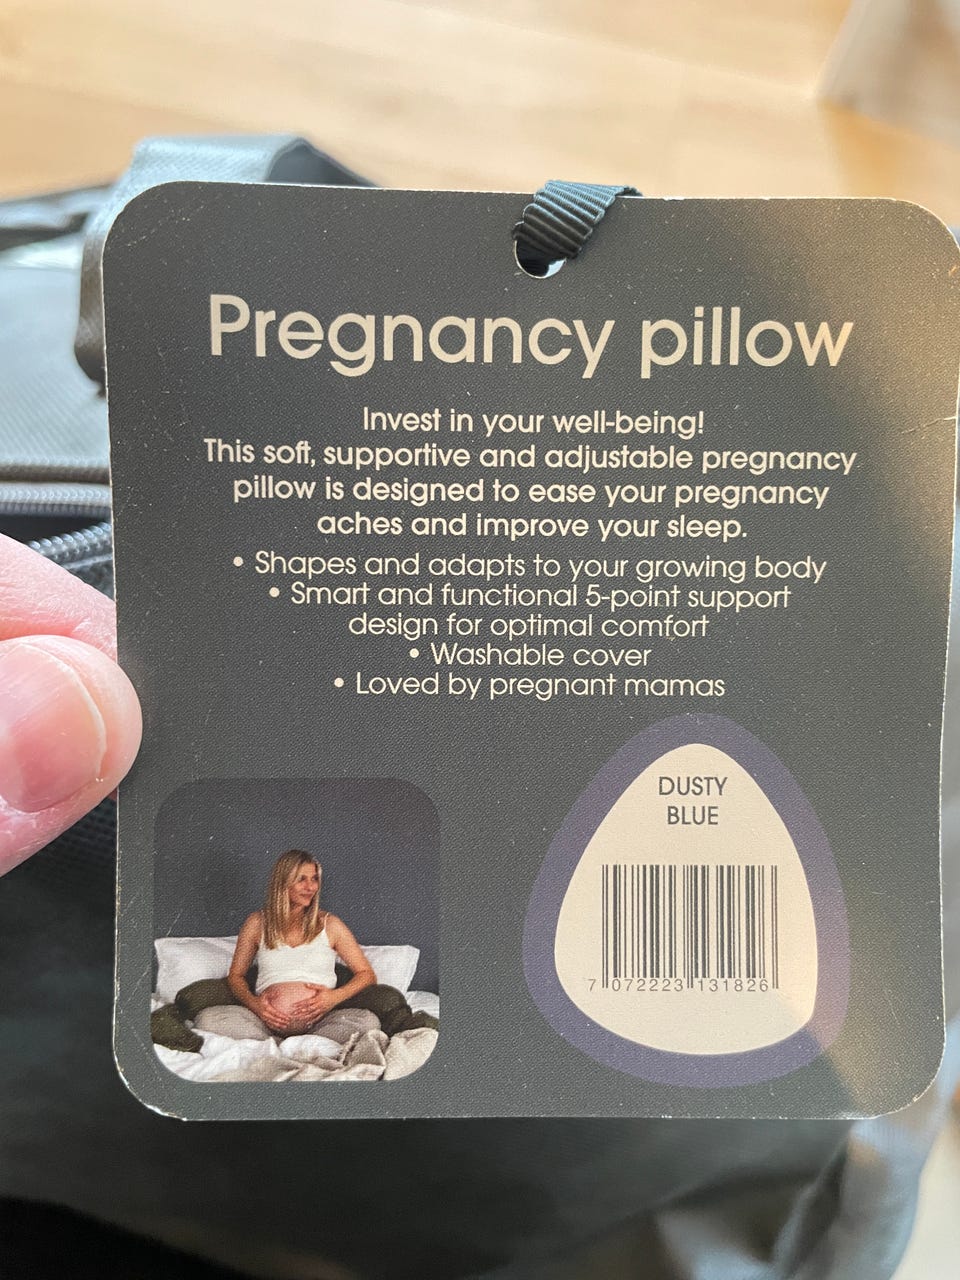 Pregnancy pillow
Invest in your well-being!
This soft, supportive and adjustable pregnancy
pillow is designed to ease your pregnancy
aches and improve your sleep.
• Shapes and adapts to your growing body
• Smart and functional 5-point support
design for optimal comfort
• Washable cover
• Loved by pregnant mamas
DUSTY
BLUE
7 072223 131826